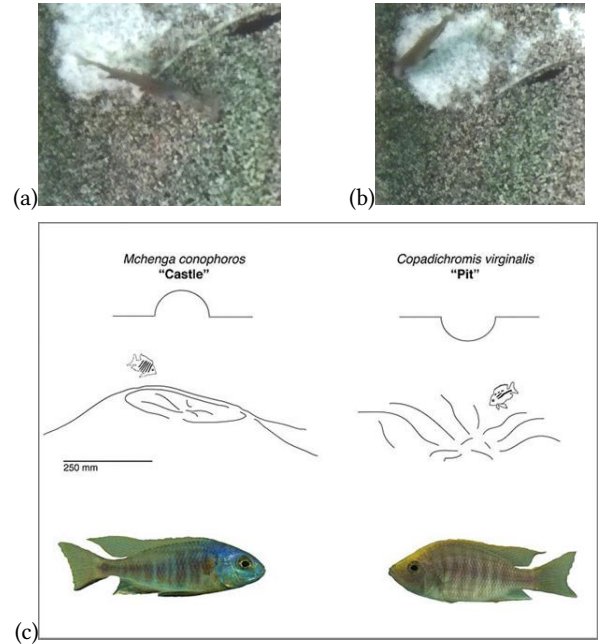 (a)
(b)
Mchenga conophoros
“Castle”
Copadichromis virginalis
“Pit”
250 mm
(c)